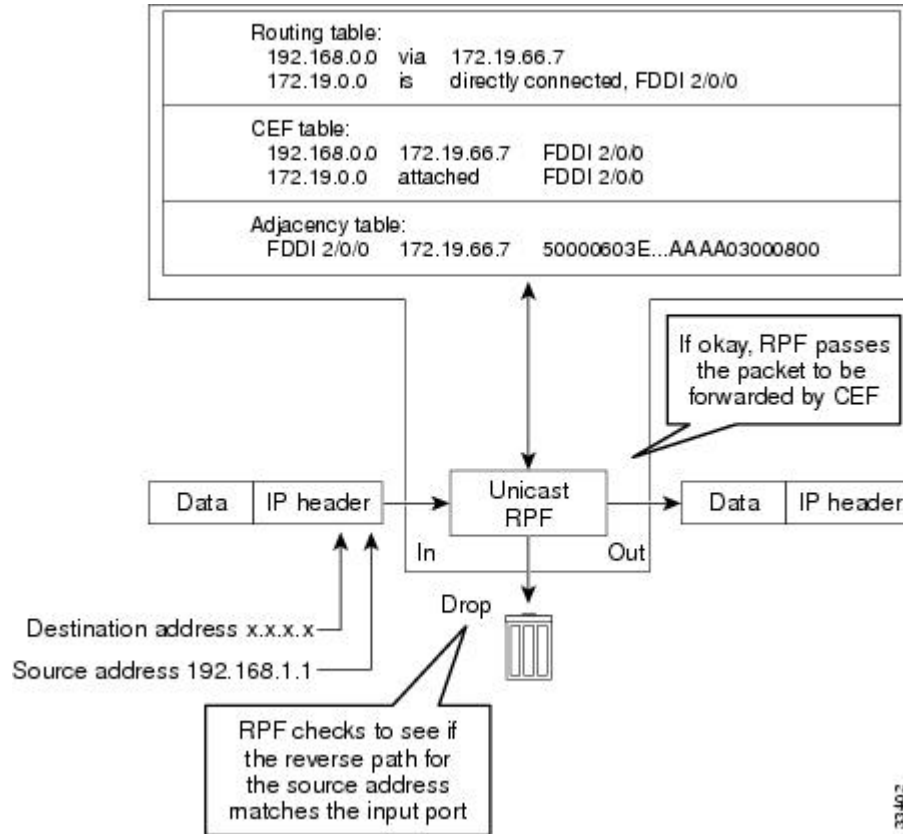 Routing table:
192.168.0.0 via 172.19.66.7
172.19.0.0 is directly connected, FDDI 2/0/0
CEF table:
192.168.0.0 172.19.66.7 FDDI 2/0/0
172.19.0.0 attached FDDI 2/0/0
Adjacency table:
FDDI 2/0/0 172.19.66.7 50000603E...AAAA03000800
If okay, RPF passes
the packet to be
forwarded by CEF
Data IP header
Unicast
RPF
Data IP header
In Out
Drop
Destination address x.x.x.x
Source address 192.168.1.1
RPF checks to see if
the reverse path for
the source address
matches the input port
33402